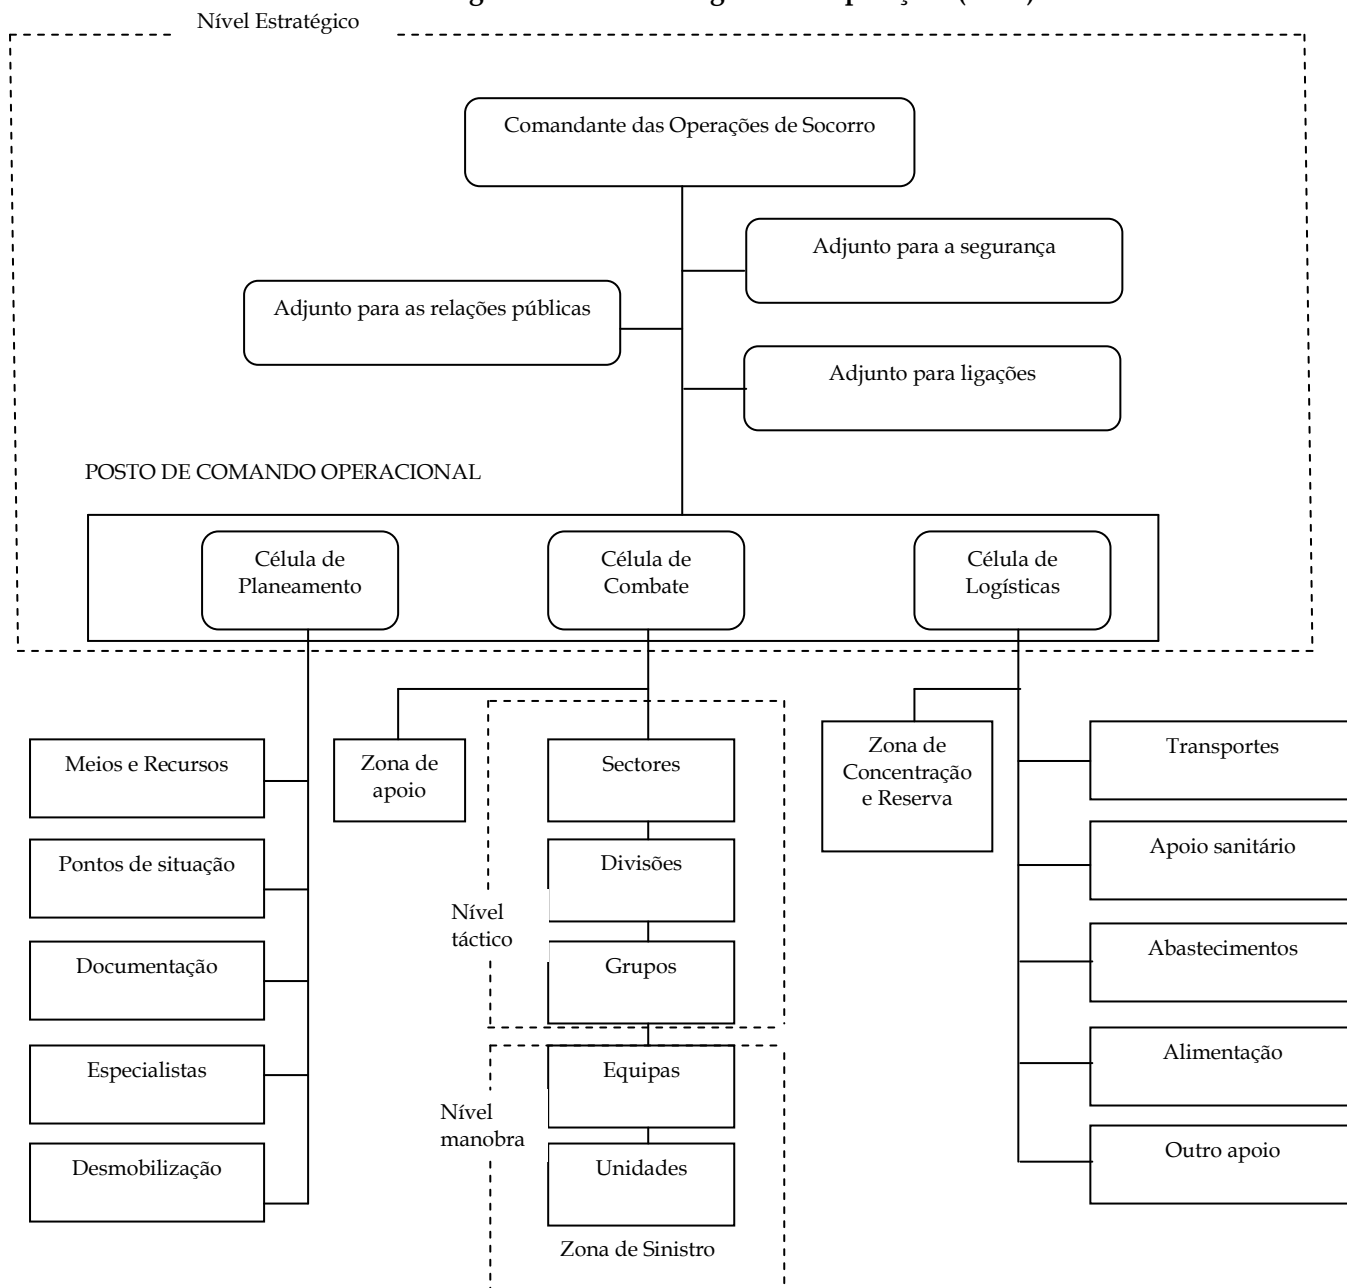 Nível Estratégico
Comandante das Operações de Socorro
Adjunto para a segurança
Adjunto para as relações públicas
Adjunto para ligações
POSTO DE COMANDO OPERACIONAL
Célula de
Planeamento
Célula de
Combate
Célula de
Logísticas
Meios e Recursos
Pontos de situação
Documentação
Especialistas
Desmobilização
Zona de
apoio
Sectores
Divisões
Nível
táctico
Grupos
Equipas
Nível
manobra
Unidades
Zona de Sinistro
Zona de
Concentração
e Reserva
Transportes
Apoio sanitário
Abastecimentos
Alimentação
Outro apoio